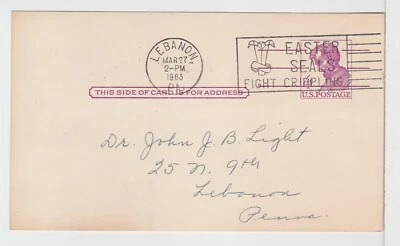 LEBANON,
MAR 27
2-PM
1963
PA.
EASTER
SEALS
FIGHT CRIPPLING
U.S. POSTAGE
THIS SIDE OF CARD IS FOR ADDRESS
Dr. John J. B. Light
25 N. 9th
Lebanon
Penna.